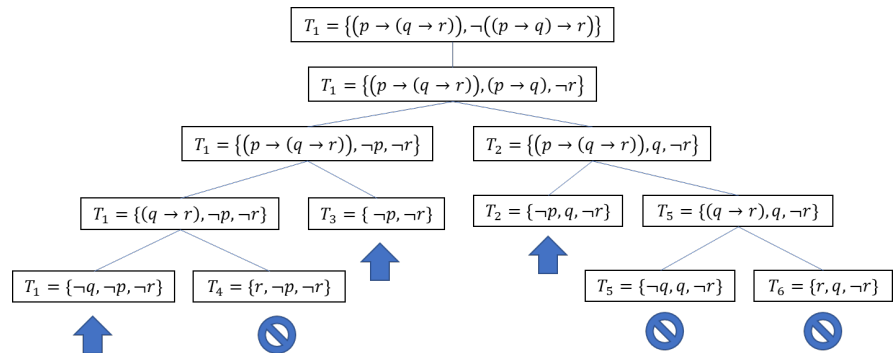 T₁ = {(p → (q → r)), ¬((p → q) → r)}
T₁ = {(p → (q → r)), (p → q), ¬r}
T₁ = {(p → (q → r)), ¬p, ¬r}
T₂ = {(p → (q → r)), q, ¬r}
T₁ = {(q → r), ¬p, ¬r}
T₃ = { ¬p, ¬r}
T₂ = {¬p, q, ¬r}
T₅ = {(q → r), q, ¬r}
T₁ = {¬q, ¬p, ¬r}
T₄ = {r, ¬p, ¬r}
T₅ = {¬q, q, ¬r}
T₆ = {r, q, ¬r}